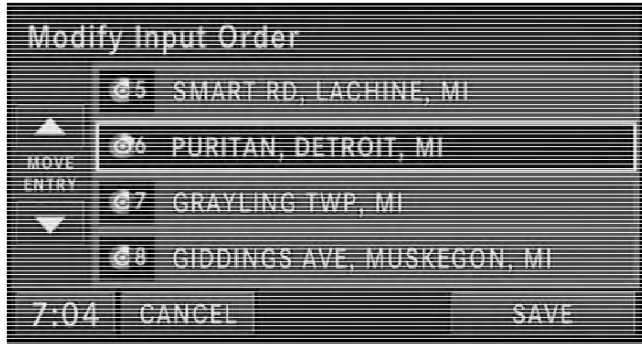 Modify Input Order
5 SMART RD, LACHINE, MI
6 PURITAN, DETROIT, MI
MOVE
ENTRY
7 GRAYLING TWP, MI
8 GIDDINGS AVE, MUSKEGON, MI
7:04 CANCEL SAVE